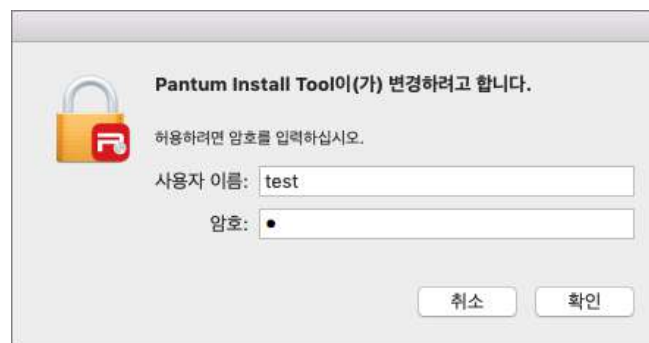 Pantum Install Tool이(가) 변경하려고 합니다.
허용하려면 암호를 입력하십시오.
사용자 이름: test
암호: •
취소 확인